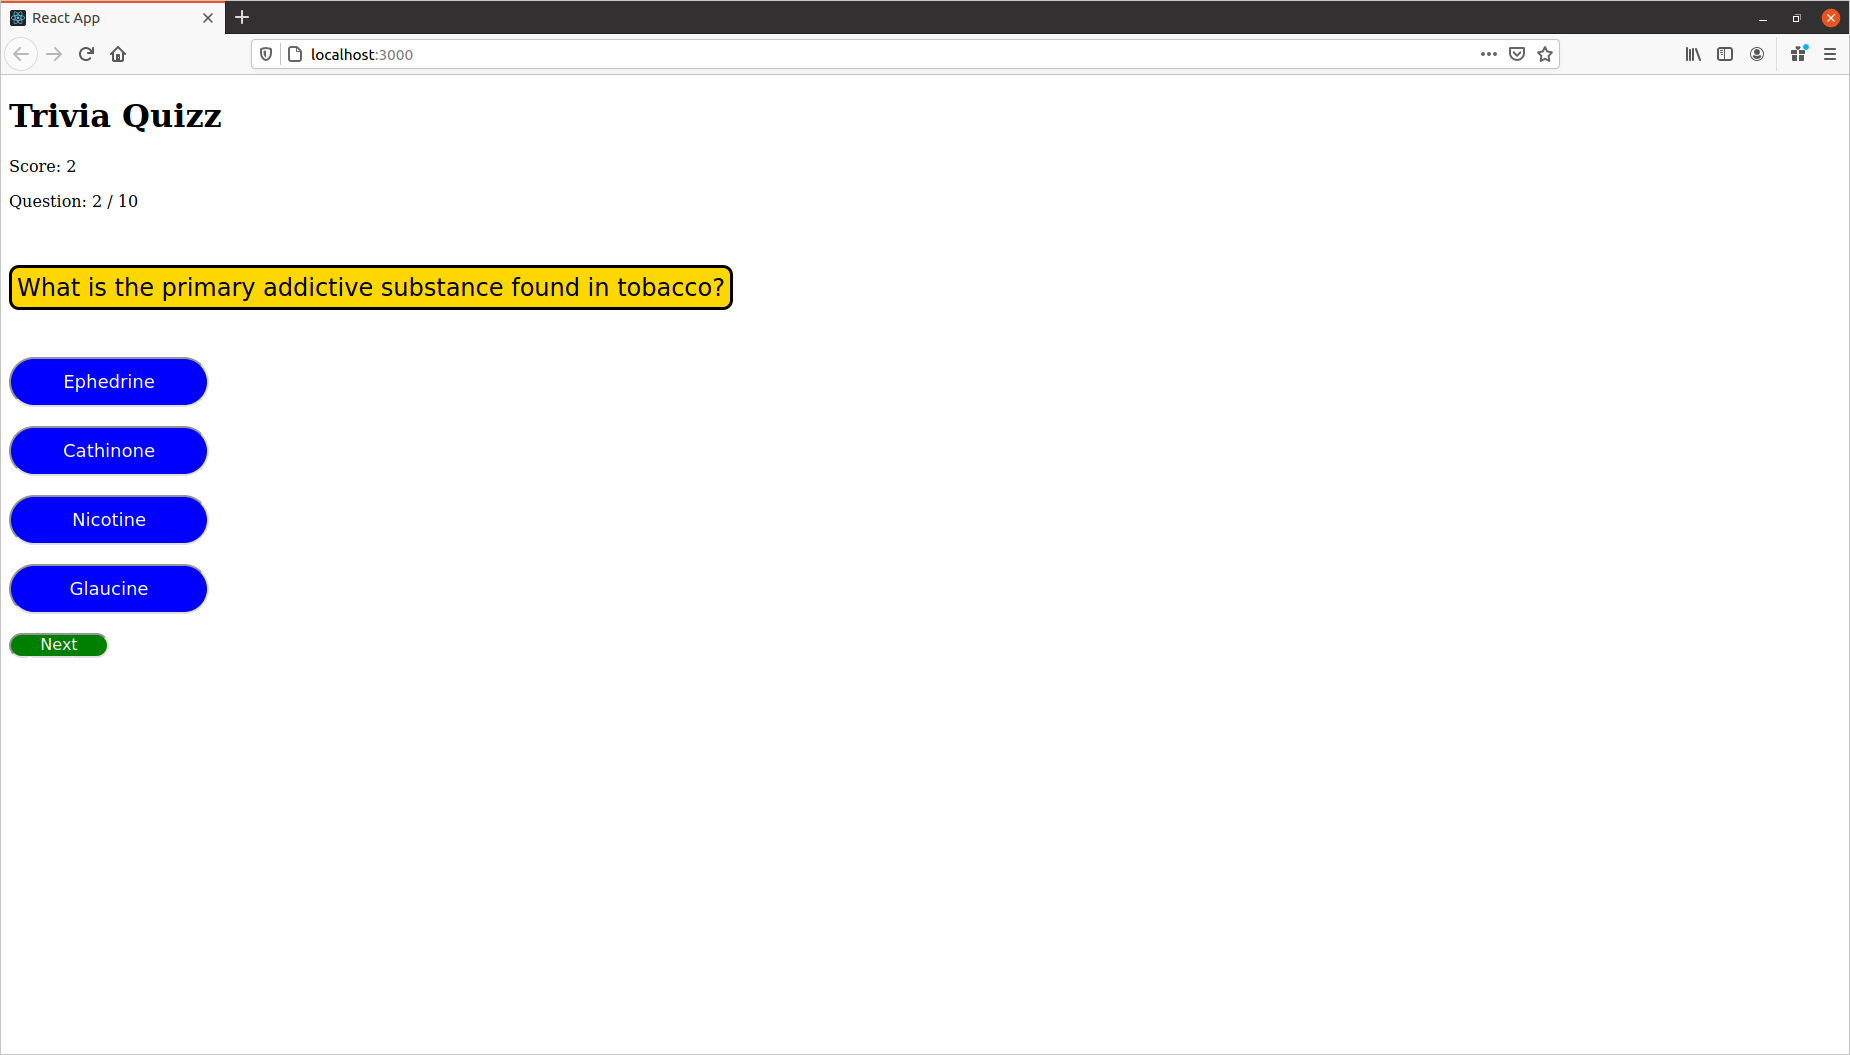 React App
localhost:3000
Trivia Quizz
Score: 2
Question: 2 / 10
What is the primary addictive substance found in tobacco?
Ephedrine
Cathinone
Nicotine
Glaucine
Next